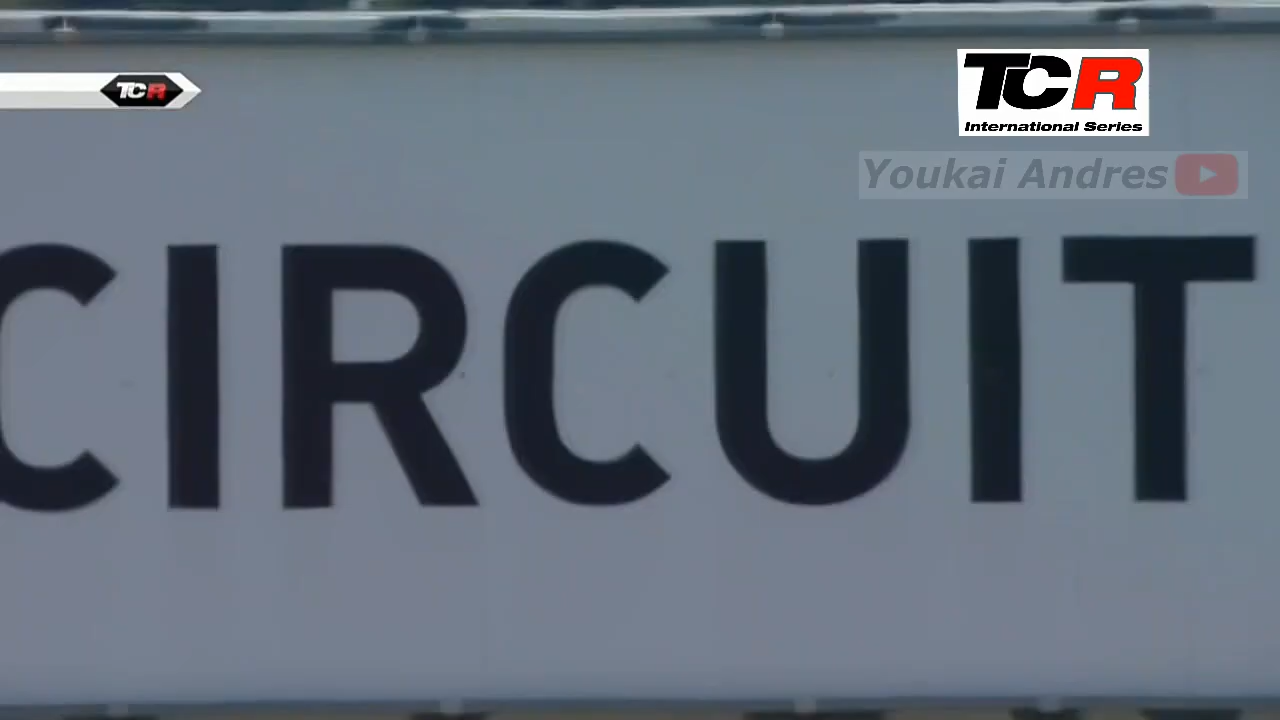 TCR
TCR
International Series
Youkai Andres
CIRCUIT